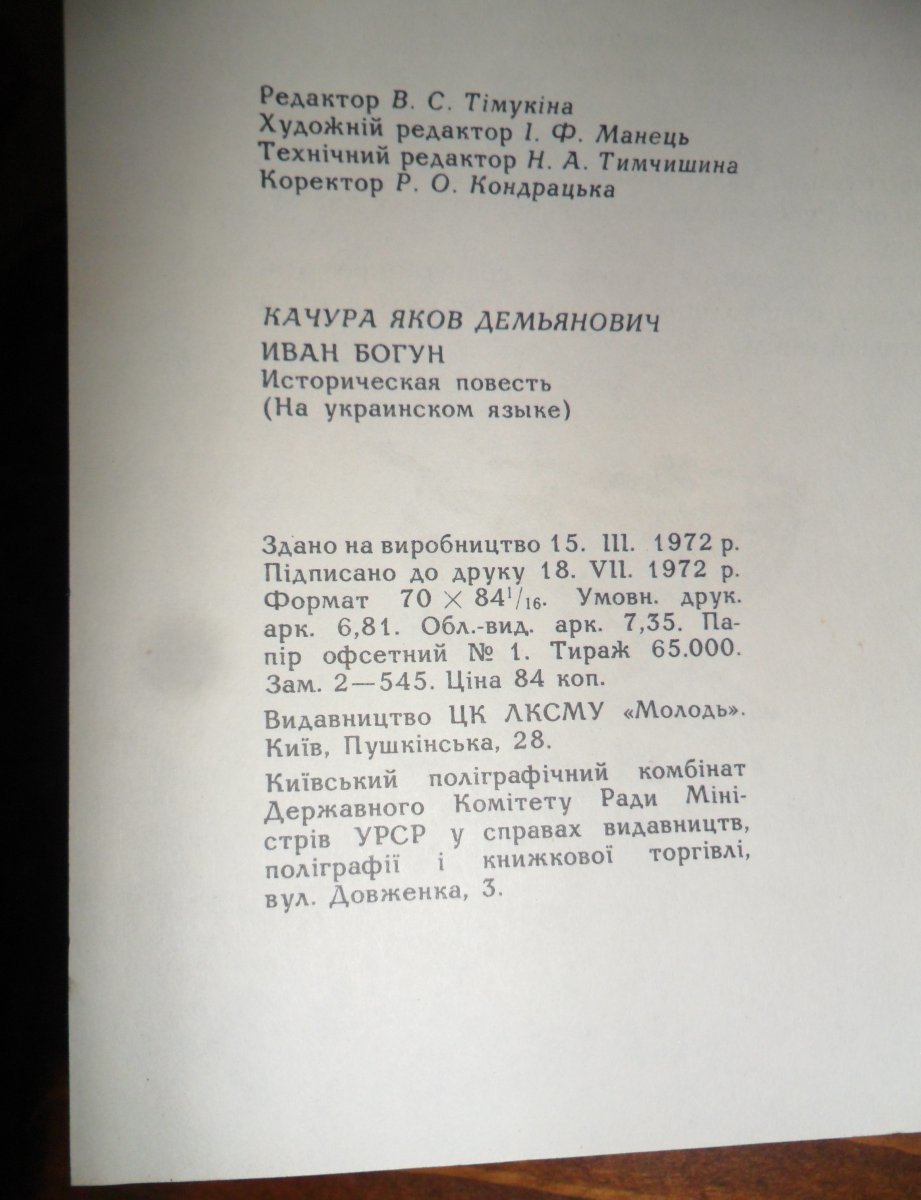 Редактор В. С. Тімукіна
Художній редактор І. Ф. Манець
Технічний редактор Н. А. Тимчишина
Коректор Р. О. Кондрацька
КАЧУРА ЯКОВ ДЕМЬЯНОВИЧ
ИВАН БОГУН
Историческая повесть
(На украинском языке)
Здано на виробництво 15. III. 1972 р.
Підписано до друку 18. VII. 1972 р.
Формат 70 × 84¹/₁₆. Умовн. друк.
арк. 6,81. Обл.-вид. арк. 7,35. Па-
пір офсетний № 1. Тираж 65.000.
Зам. 2—545. Ціна 84 коп.
Видавництво ЦК ЛКСМУ «Молодь».
Київ, Пушкінська, 28.
Київський поліграфічний комбінат
Державного Комітету Ради Міні-
стрів УРСР у справах видавництв,
поліграфії і книжкової торгівлі,
вул. Довженка, 3.